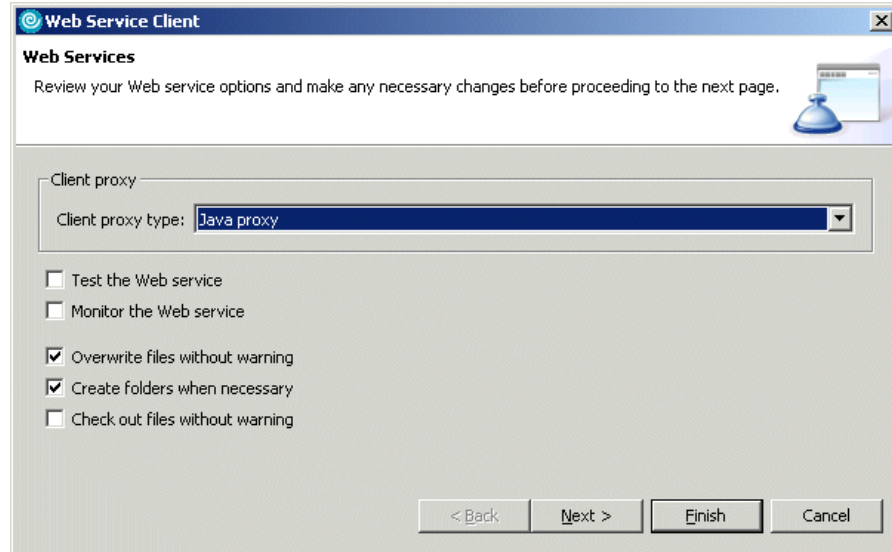 Web Service Client
Web Services
Review your Web service options and make any necessary changes before proceeding to the next page.
Client proxy
Client proxy type: Java proxy
Test the Web service
Monitor the Web service
Overwrite files without warning
Create folders when necessary
Check out files without warning
< Back Next > Finish Cancel